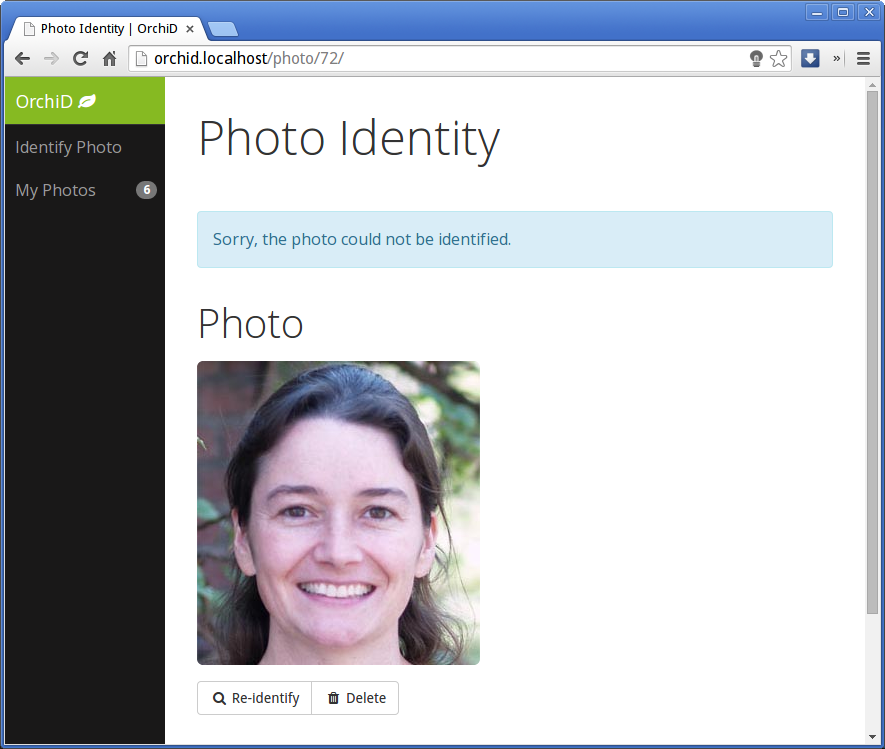 Photo Identity | OrchiD ×
orchid.localhost/photo/72/ »
OrchiD
Identify Photo
My Photos 6
Photo Identity
Sorry, the photo could not be identified.
Photo
Re-identify Delete